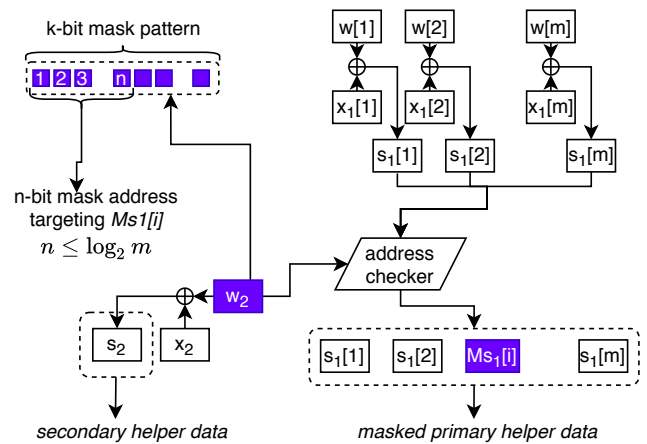 k-bit mask pattern
1 2 3 n
n-bit mask address
targeting Ms1[i]
n ≤ log₂ m
w[1] w[2] w[m]
x₁[1] x₁[2] x₁[m]
s₁[1] s₁[2] s₁[m]
address
checker
w₂
s₂ x₂
s₁[1] s₁[2] Ms₁[i] s₁[m]
secondary helper data
masked primary helper data